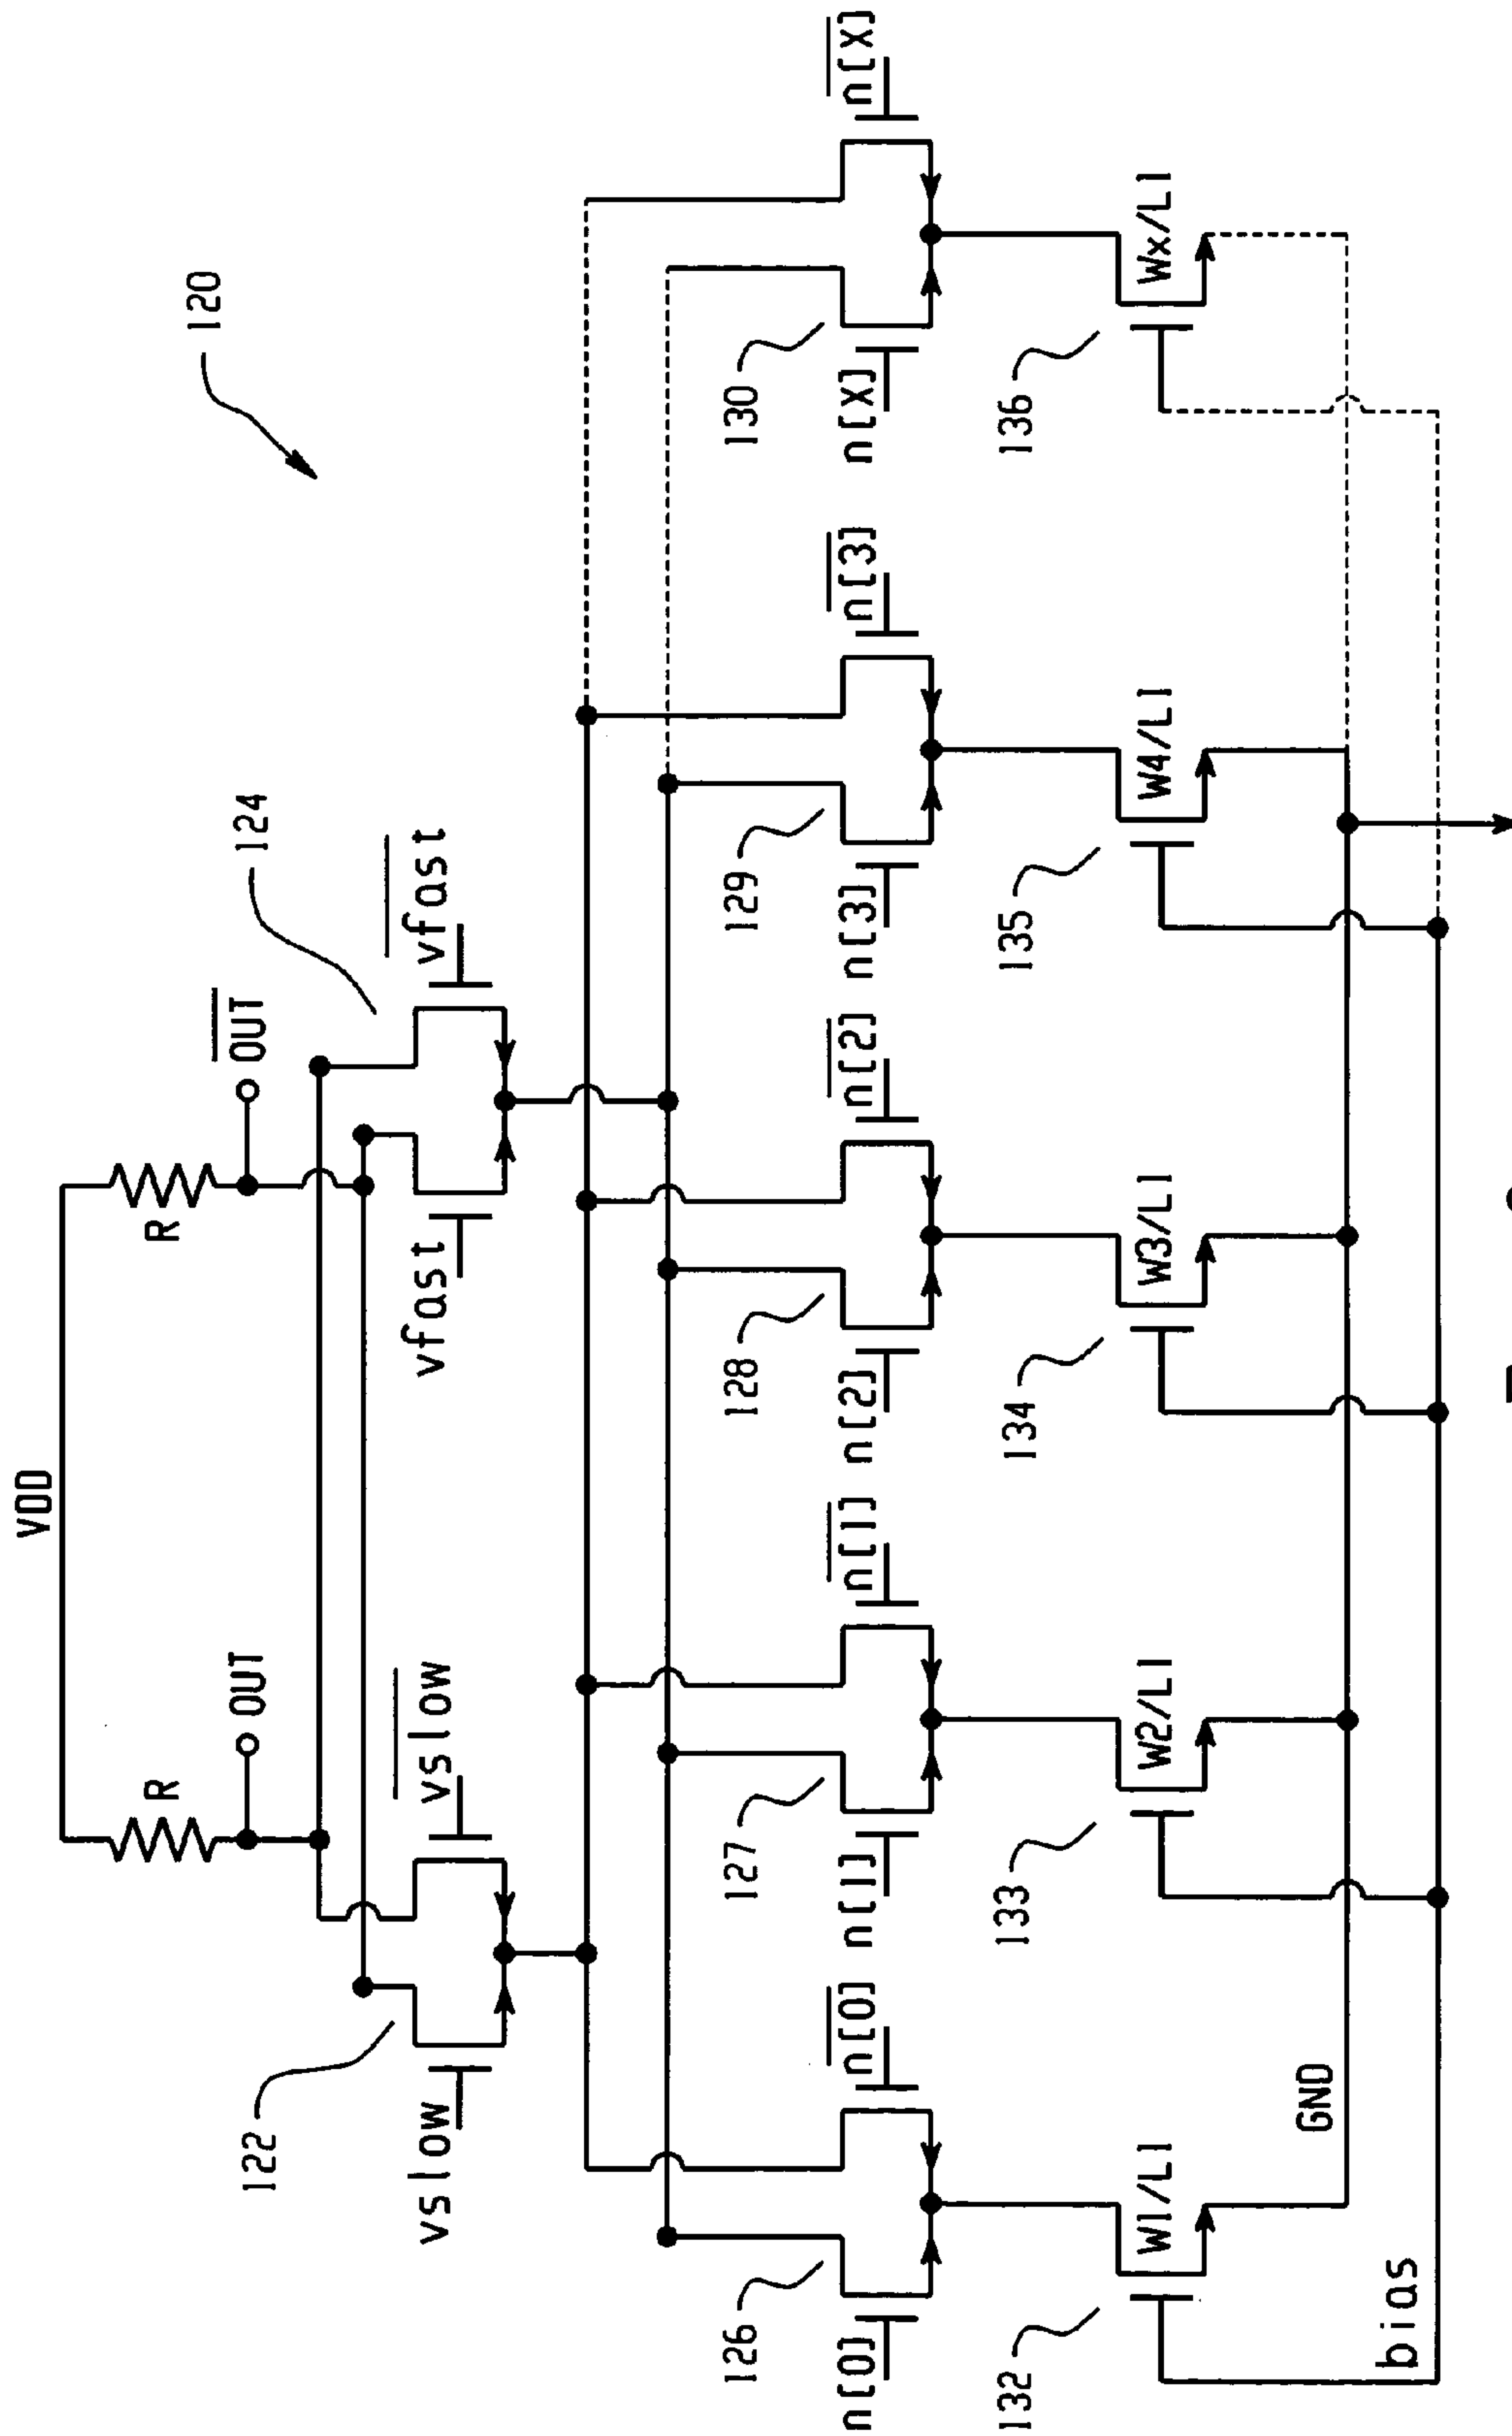 120
VDD
R
R
OUT
OUT
122
124
vslow
vslow
vfast
vfast
126
127
128
129
130
n[0]
n[0]
n[1]
n[1]
n[2]
n[2]
n[3]
n[3]
n[X]
n[X]
132
133
134
135
136
W1/L1
W2/L1
W3/L1
W4/L1
Wx/L1
GND
bias